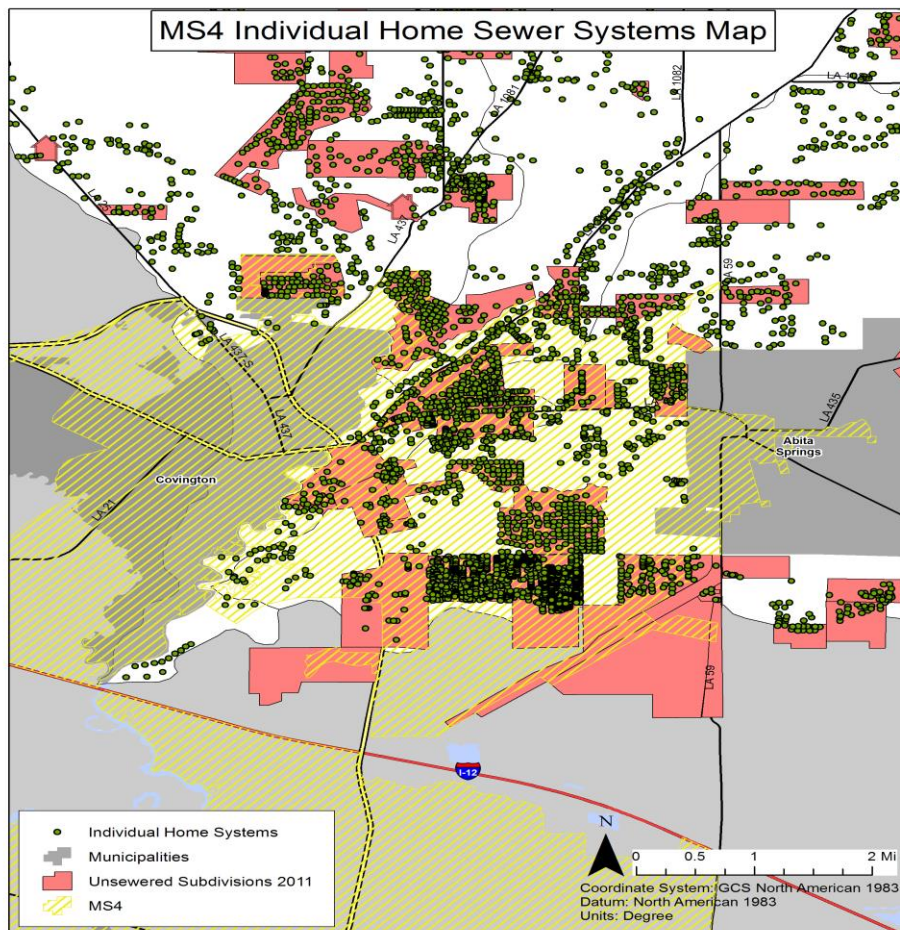 MS4 Individual Home Sewer Systems Map
LA 1082
LA 1081
LA 437
LA 59
LA 437-S
LA 437
LA 435
Abita
Springs
Covington
LA 21
LA 59
I-12
Individual Home Systems
Municipalities
Unsewered Subdivisions 2011
MS4
N
0 0.5 1 2 Mi
Coordinate System: GCS North American 1983
Datum: North American 1983
Units: Degree